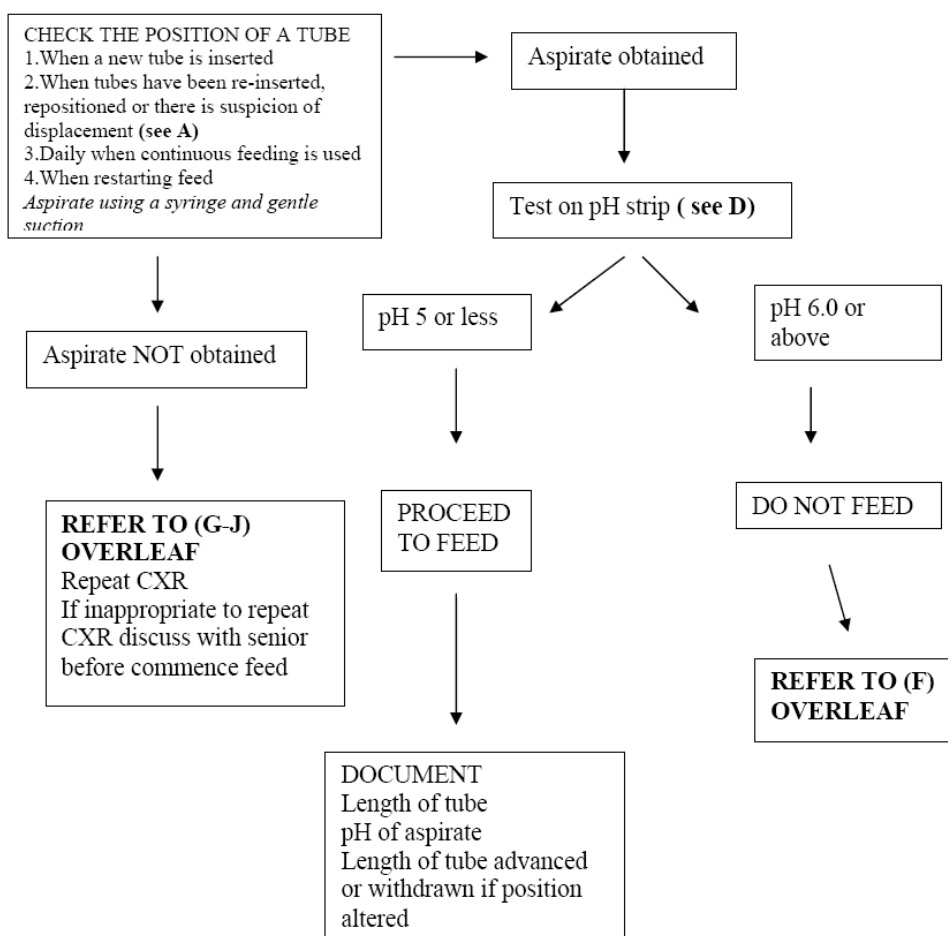 CHECK THE POSITION OF A TUBE
1.When a new tube is inserted
2.When tubes have been re-inserted,
repositioned or there is suspicion of
displacement (see A)
3.Daily when continuous feeding is used
4.When restarting feed
Aspirate using a syringe and gentle
suction
Aspirate obtained
Test on pH strip ( see D)
pH 5 or less
pH 6.0 or
above
Aspirate NOT obtained
REFER TO (G-J)
OVERLEAF
Repeat CXR
If inappropriate to repeat
CXR discuss with senior
before commence feed
PROCEED
TO FEED
DO NOT FEED
REFER TO (F)
OVERLEAF
DOCUMENT
Length of tube
pH of aspirate
Length of tube advanced
or withdrawn if position
altered